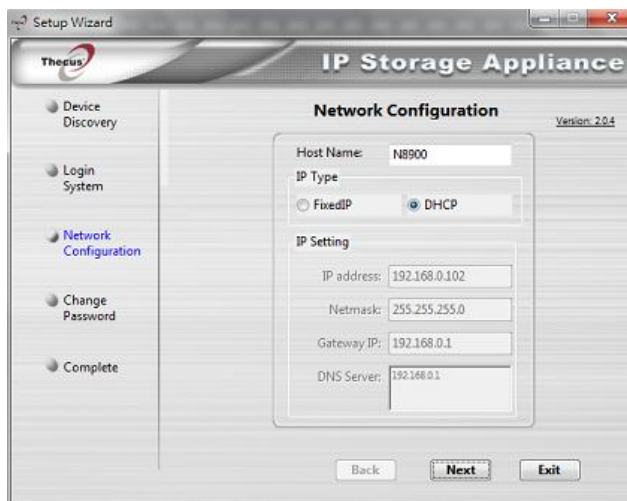 Setup Wizard
Thecus
IP Storage Appliance
Device
Discovery
Login
System
Network
Configuration
Change
Password
Complete
Network Configuration
Version: 2.0.4
Host Name: N8900
IP Type
FixedIP DHCP
IP Setting
IP address: 192.168.0.102
Netmask: 255.255.255.0
Gateway IP: 192.168.0.1
DNS Server: 192.168.0.1
Back Next Exit